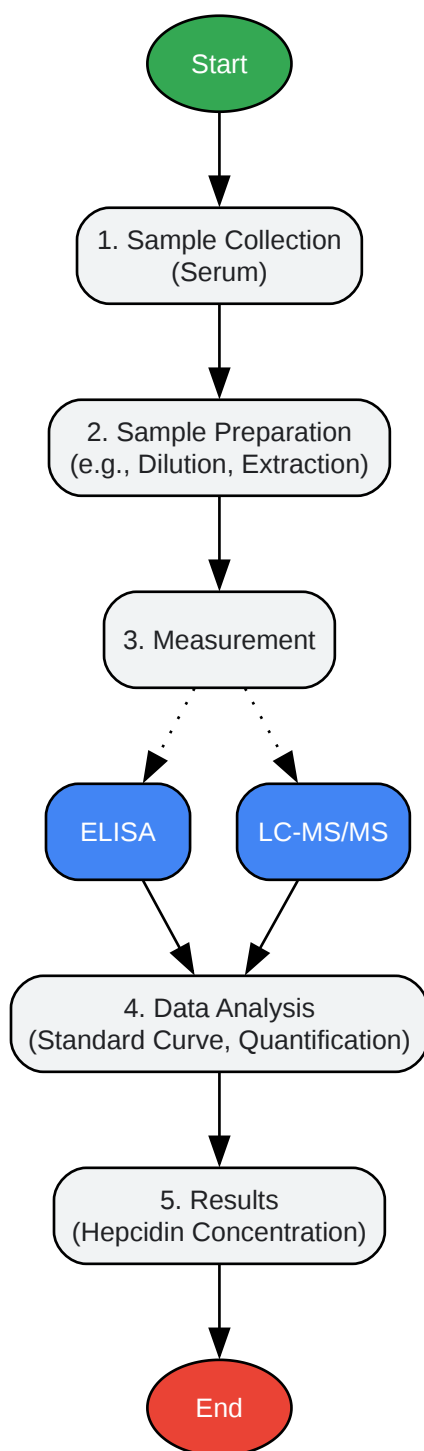 Start
1. Sample Collection
(Serum)
2. Sample Preparation
(e.g., Dilution, Extraction)
3. Measurement
ELISA
LC-MS/MS
4. Data Analysis
(Standard Curve, Quantification)
5. Results
(Hepcidin Concentration)
End